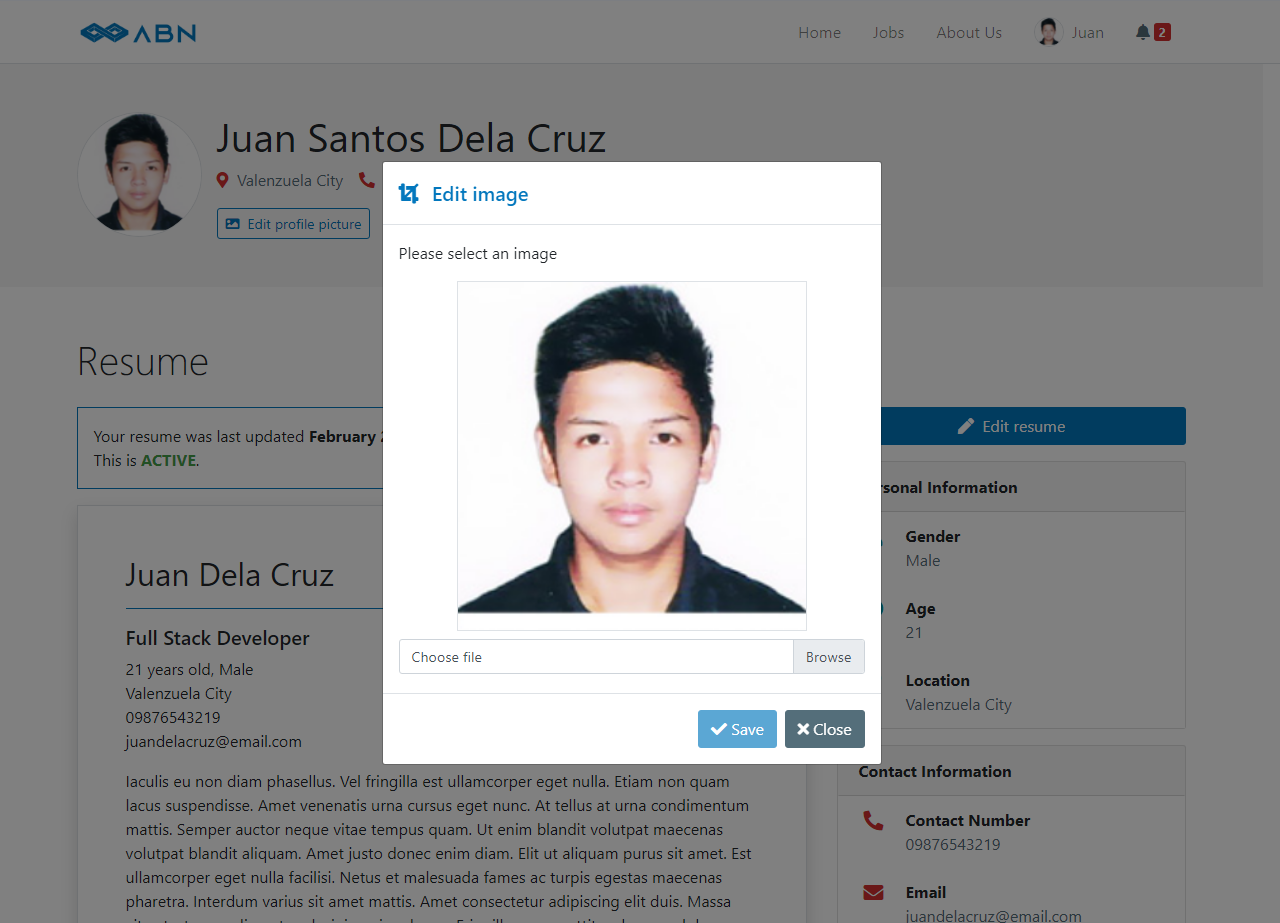 ABN
Home
Jobs
About Us
Juan
2
Juan Santos Dela Cruz
Valenzuela City
Edit profile picture
Edit image
Please select an image
Choose file
Browse
Save
Close
Resume
Your resume was last updated February
This is ACTIVE.
Edit resume
Juan Dela Cruz
Full Stack Developer
21 years old, Male
Valenzuela City
09876543219
juandelacruz@email.com
Iaculis eu non diam phasellus. Vel fringilla est ullamcorper eget nulla. Etiam non quam
lacus suspendisse. Amet venenatis urna cursus eget nunc. At tellus at urna condimentum
mattis. Semper auctor neque vitae tempus quam. Ut enim blandit volutpat maecenas
volutpat blandit aliquam. Amet justo donec enim diam. Elit ut aliquam purus sit amet. Est
ullamcorper eget nulla facilisi. Netus et malesuada fames ac turpis egestas maecenas
pharetra. Interdum varius sit amet mattis. Amet consectetur adipiscing elit duis. Massa
Information
Gender
Male
Age
21
Location
Valenzuela City
Contact Information
Contact Number
09876543219
Email
juandelacruz@email.com